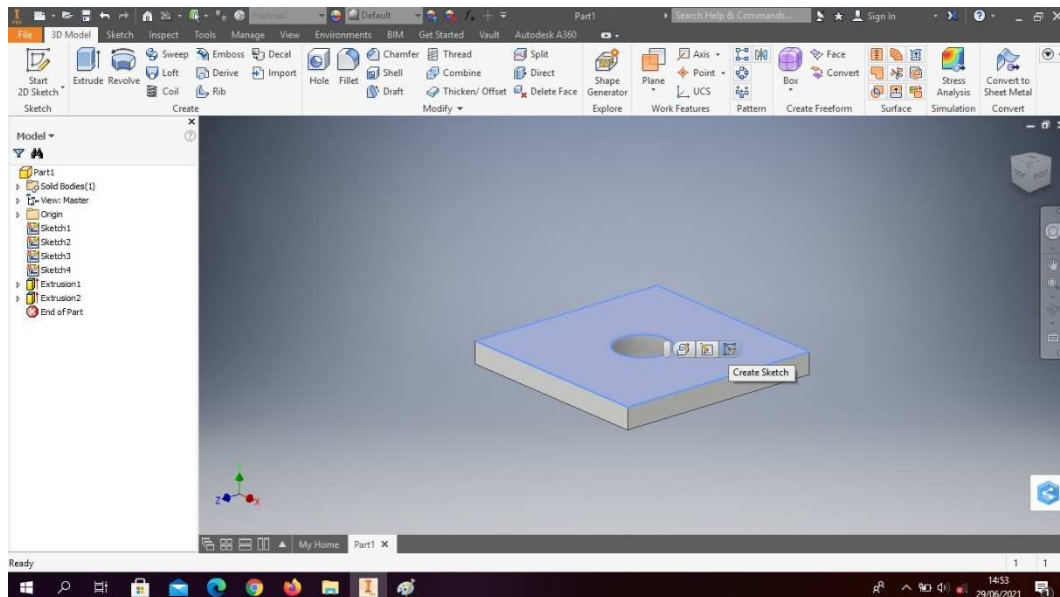 Material Default Part1 Search Help & Commands... Sign In
File 3D Model Sketch Inspect Tools Manage View Environments BIM Get Started Vault Autodesk A360
Start
2D Sketch
Extrude Revolve
Sweep Emboss Decal
Loft Derive Import
Coil Rib
Hole Fillet
Chamfer Thread
Shell Combine
Draft Thicken/ Offset
Split
Direct
Delete Face
Shape
Generator
Plane
Axis
Point
UCS
Box
Face
Convert
Stress
Analysis
Convert to
Sheet Metal
Sketch Create Modify Explore Work Features Pattern Create Freeform Surface Simulation Convert
Model
Part1
Solid Bodies(1)
View: Master
Origin
Sketch1
Sketch2
Sketch3
Sketch4
Extrusion1
Extrusion2
End of Part
Create Sketch
Y
Z X
My Home Part1
Ready 1 1
14:53
29/06/2021